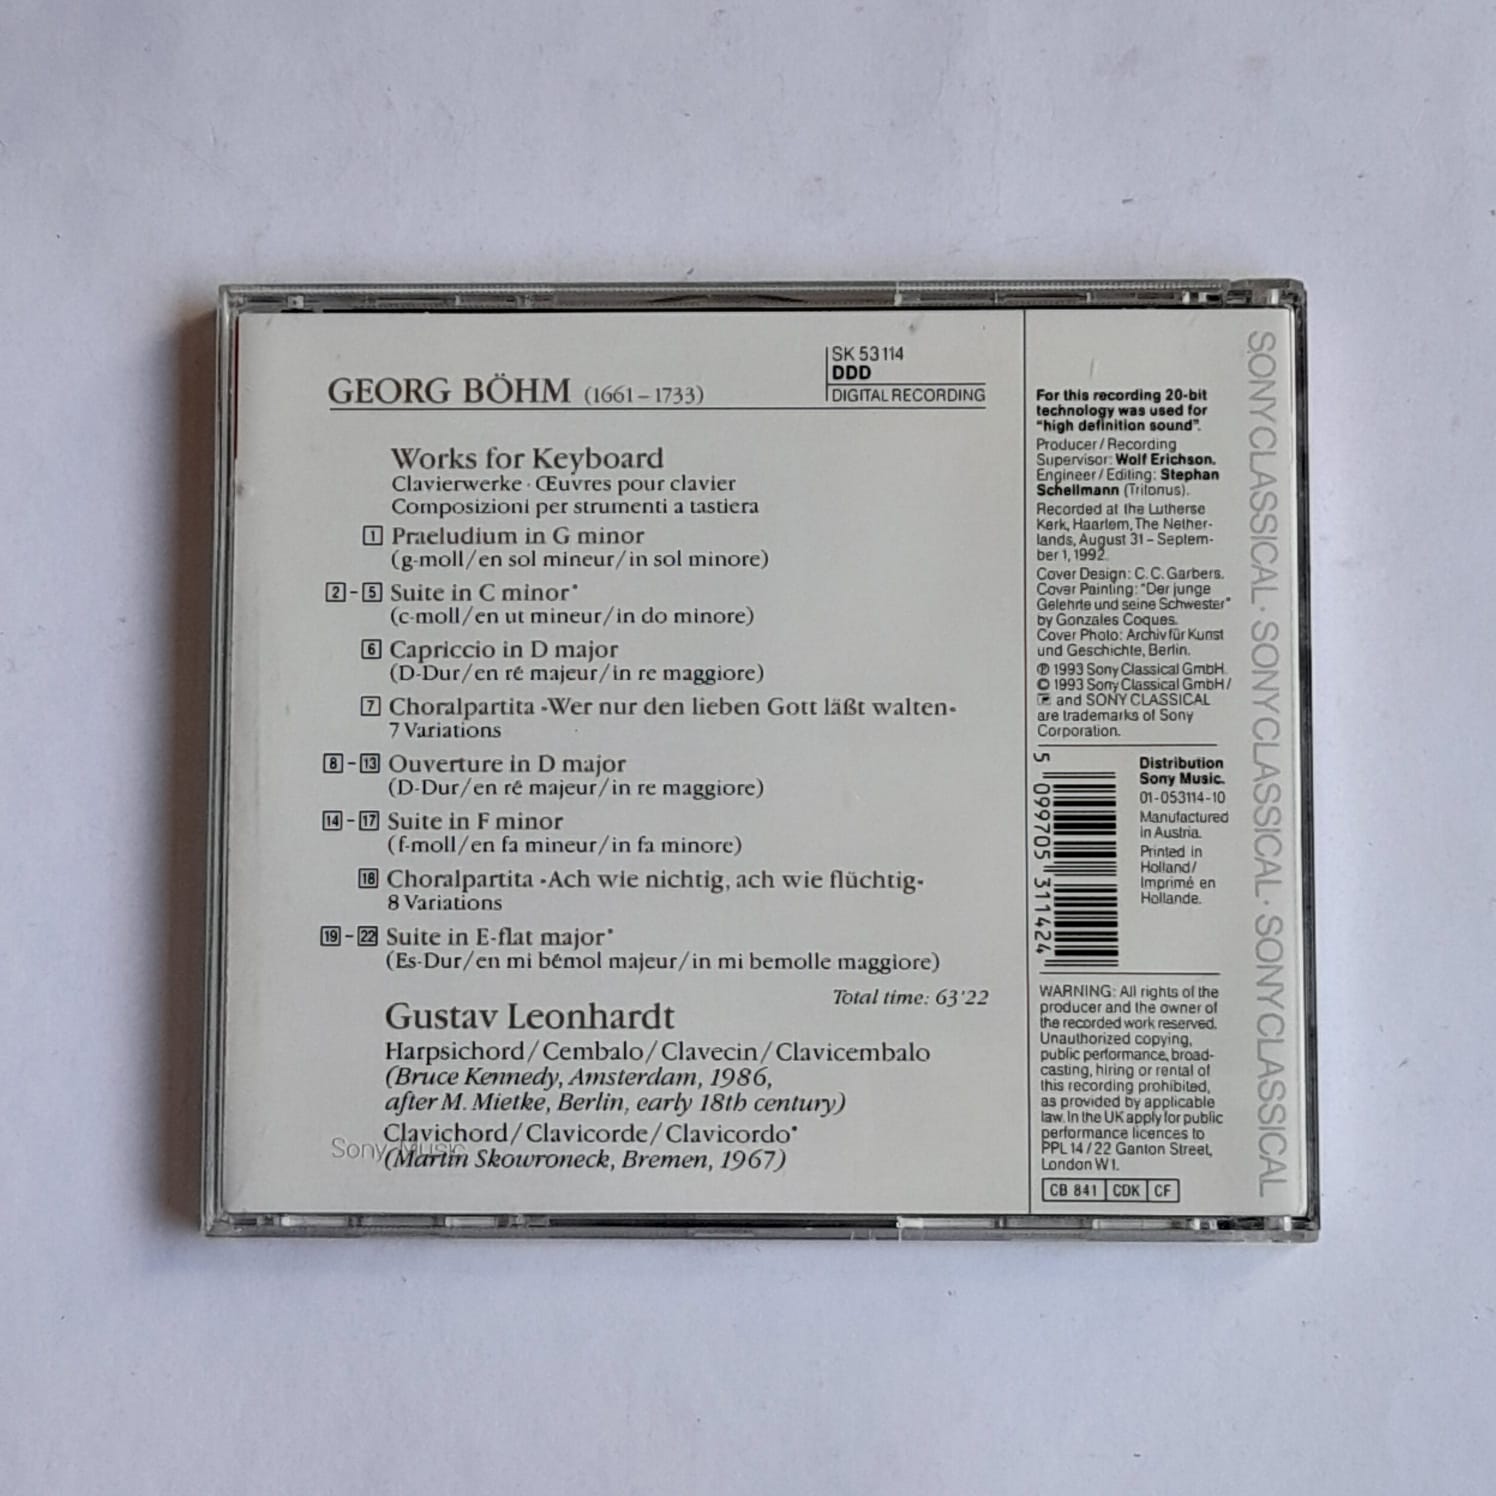 GEORG BÖHM (1661–1733)
SK 53114
DDD
DIGITAL RECORDING
Works for Keyboard
Clavierwerke · Œuvres pour clavier
Composizioni per strumenti a tastiera
1 Praeludium in G minor
(g-moll/en sol mineur/in sol minore)
2–5 Suite in C minor*
(c-moll/en ut mineur/in do minore)
6 Capriccio in D major
(D-Dur/en ré majeur/in re maggiore)
7 Choralpartita »Wer nur den lieben Gott läßt walten«
7 Variations
8–13 Ouverture in D major
(D-Dur/en ré majeur/in re maggiore)
14–17 Suite in F minor
(f-moll/en fa mineur/in fa minore)
18 Choralpartita »Ach wie nichtig, ach wie flüchtig«
8 Variations
19–22 Suite in E-flat major*
(Es-Dur/en mi bémol majeur/in mi bemolle maggiore)
Total time: 63'22
Gustav Leonhardt
Harpsichord/Cembalo/Clavecin/Clavicembalo
(Bruce Kennedy, Amsterdam, 1986,
after M. Mietke, Berlin, early 18th century)
Clavichord/Clavicorde/Clavicordo*
(Martin Skowroneck, Bremen, 1967)
Sony Music
For this recording 20-bit
technology was used for
"high definition sound".
Producer/Recording
Supervisor: Wolf Erichson.
Engineer/Editing: Stephan
Schellmann (Tritonus).
Recorded at the Lutherse
Kerk, Haarlem, The Nether-
lands, August 31–Septem-
ber 1, 1992.
Cover Design: C. C. Garbers.
Cover Painting: "Der junge
Gelehrte und seine Schwester"
by Gonzales Coques.
Cover Photo: Archiv für Kunst
und Geschichte, Berlin.
℗ 1993 Sony Classical GmbH.
© 1993 Sony Classical GmbH/
and SONY CLASSICAL
are trademarks of Sony
Corporation.
5 099705 311424
Distribution
Sony Music.
01-053114-10
Manufactured
in Austria.
Printed in
Holland/
Imprimé en
Hollande.
WARNING: All rights of the
producer and the owner of
the recorded work reserved.
Unauthorized copying,
public performance, broad-
casting, hiring or rental of
this recording prohibited,
as provided by applicable
law. In the UK apply for public
performance licences to
PPL 14/22 Ganton Street,
London W1.
CB 841 CDK CF
SONY CLASSICAL · SONY CLASSICAL · SONY CLASSICAL